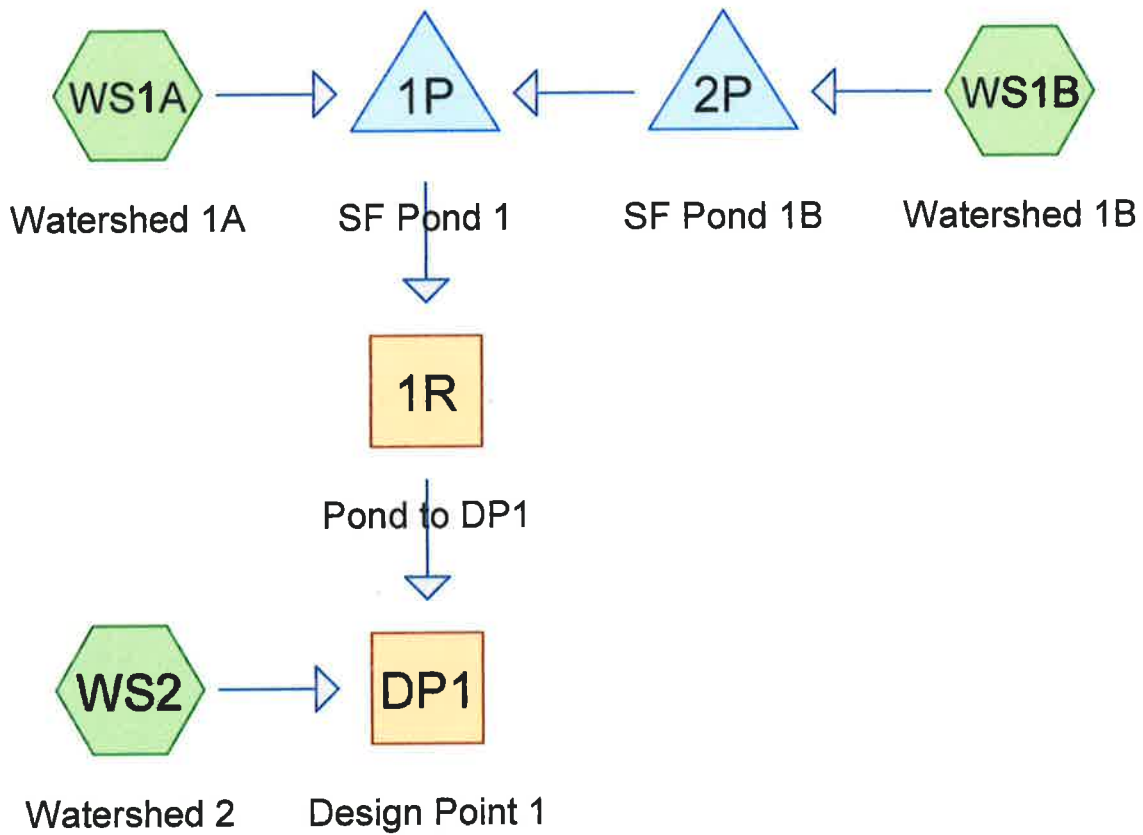 WS1A
1P
2P
WS1B
Watershed 1A
SF Pond 1
SF Pond 1B
Watershed 1B
1R
Pond to DP1
WS2
DP1
Watershed 2
Design Point 1